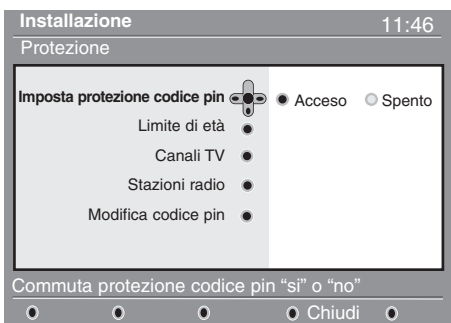 Installazione 11:46
Protezione
Imposta protezione codice pin Acceso Spento
Limite di età
Canali TV
Stazioni radio
Modifica codice pin
Commuta protezione codice pin “si” o “no”
Chiudi